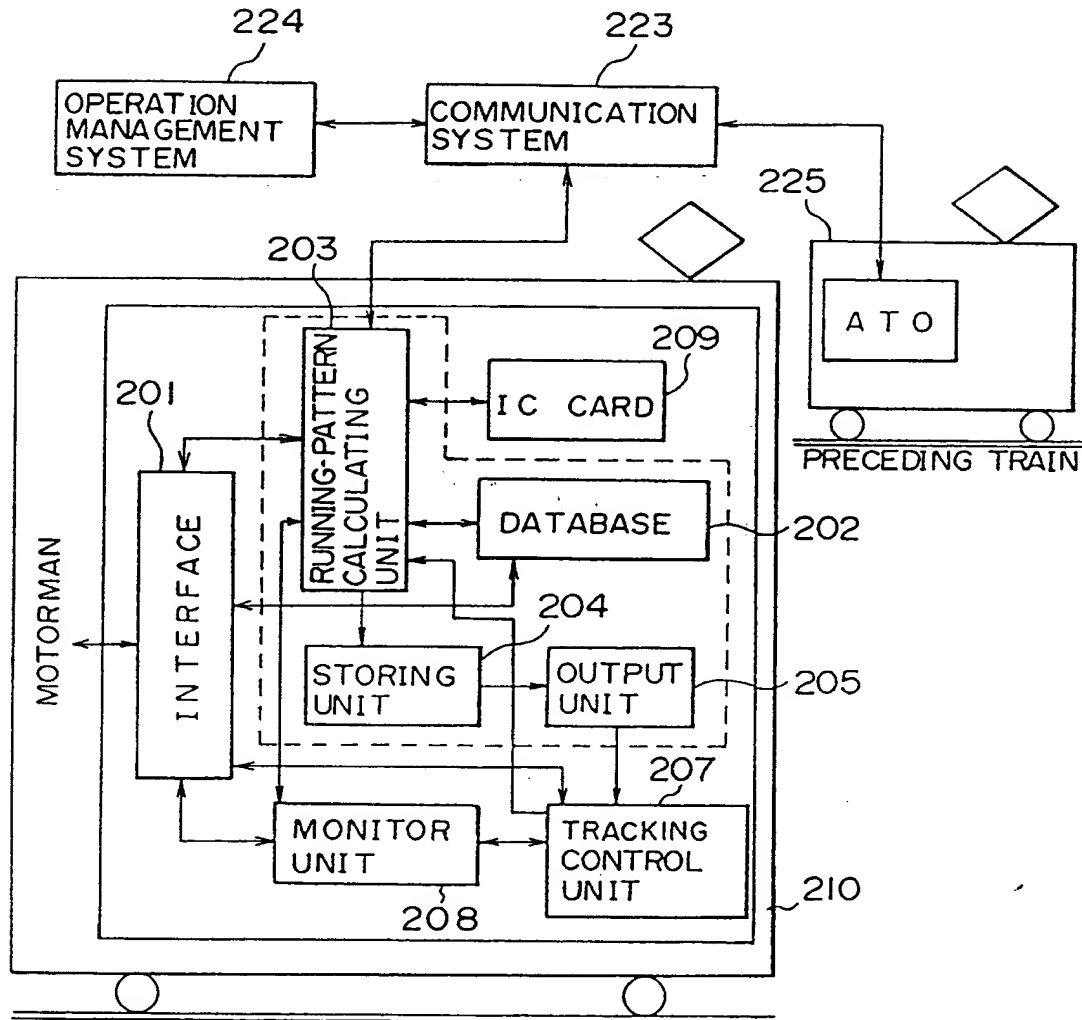 224
223
OPERATION
MANAGEMENT
SYSTEM
COMMUNICATION
SYSTEM
225
203
ATO
209
201
RUNNING-PATTERN
CALCULATING
UNIT
IC CARD
PRECEDING TRAIN
DATABASE
202
INTERFACE
MOTORMAN
204
STORING
UNIT
OUTPUT
UNIT
205
207
MONITOR
UNIT
TRACKING
CONTROL
UNIT
208
210